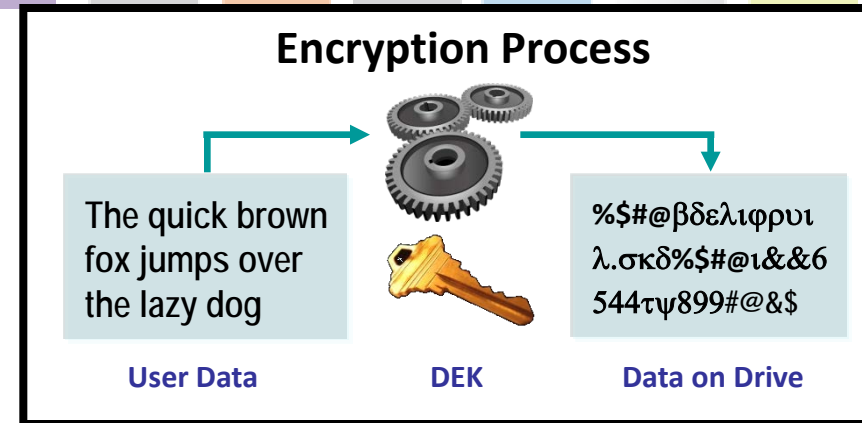 Encryption Process
The quick brown
fox jumps over
the lazy dog
%$#@βδελιφρυι
λ.σκδ%$#@ι&&6
544τψ899#@&$
User Data
DEK
Data on Drive